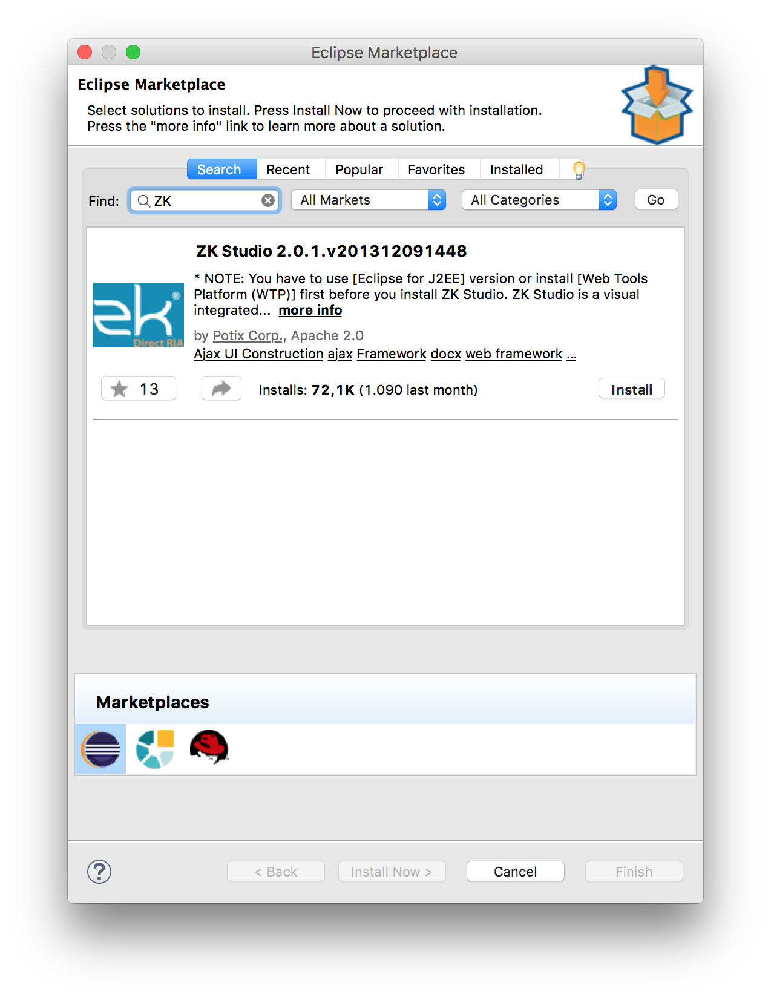 Eclipse Marketplace
Eclipse Marketplace
Select solutions to install. Press Install Now to proceed with installation.
Press the "more info" link to learn more about a solution.
Search Recent Popular Favorites Installed
Find: ZK All Markets All Categories Go
ZK Studio 2.0.1.v201312091448
* NOTE: You have to use [Eclipse for J2EE] version or install [Web Tools
Platform (WTP)] first before you install ZK Studio. ZK Studio is a visual
integrated... more info
zk ®
Direct RIA
by Potix Corp., Apache 2.0
Ajax UI Construction ajax Framework docx web framework ...
13 Installs: 72,1K (1.090 last month) Install
Marketplaces
? < Back Install Now > Cancel Finish